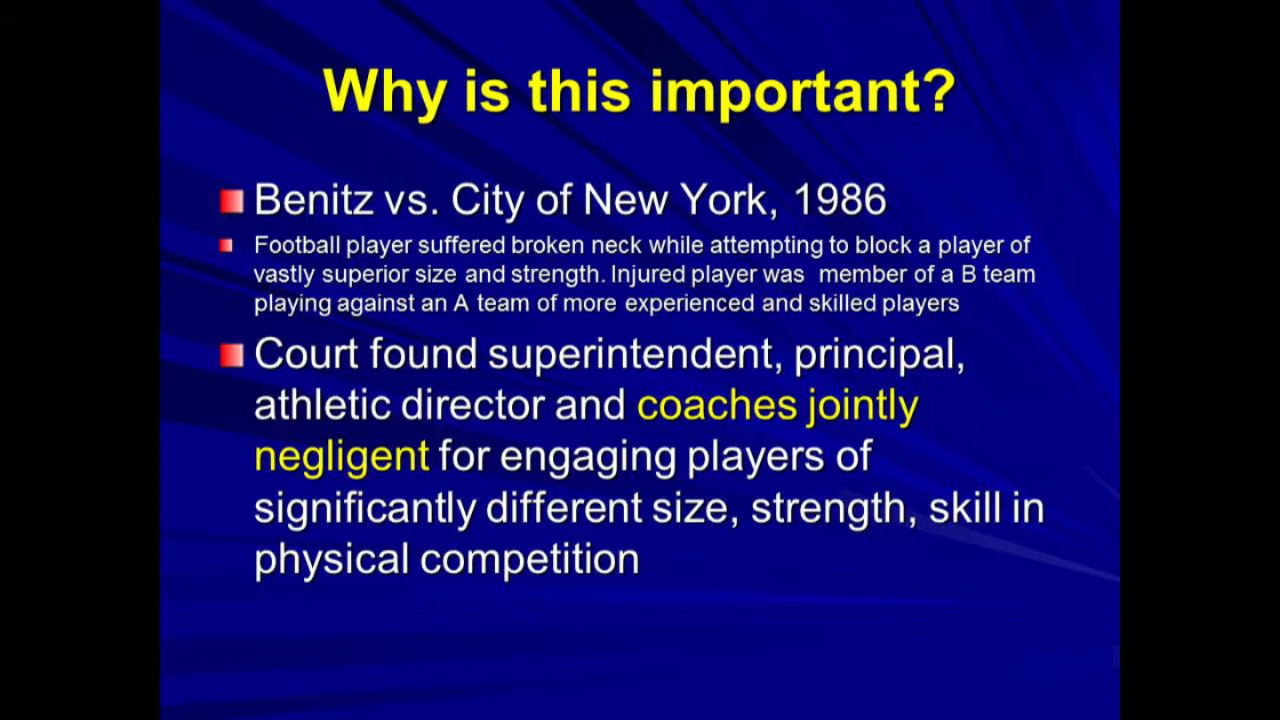 Why is this important?
Benitz vs. City of New York, 1986
Football player suffered broken neck while attempting to block a player of
vastly superior size and strength. Injured player was member of a B team
playing against an A team of more experienced and skilled players
Court found superintendent, principal,
athletic director and coaches jointly
negligent for engaging players of
significantly different size, strength, skill in
physical competition